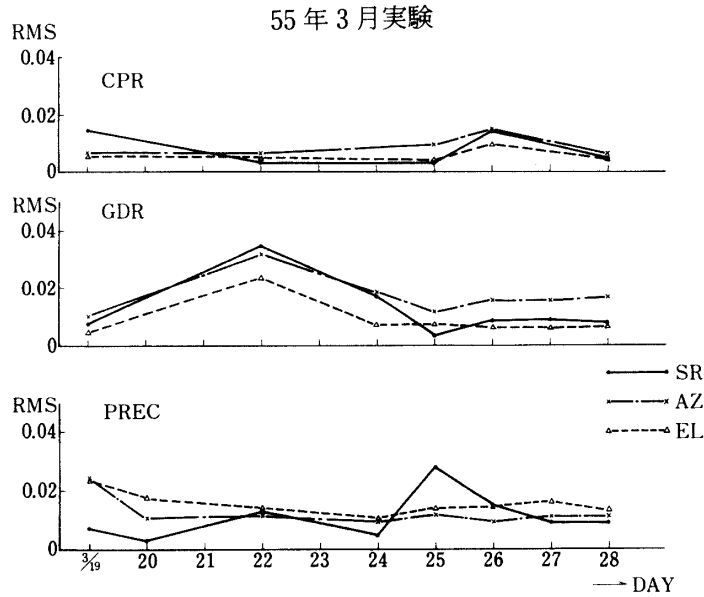 55年3月実験
RMS
0.04
CPR
0.02
0
RMS
GDR
0.04
0.02
0
SR
AZ
EL
RMS
PREC
0.04
0.02
0
3/19 20 21 22 23 24 25 26 27 28
DAY